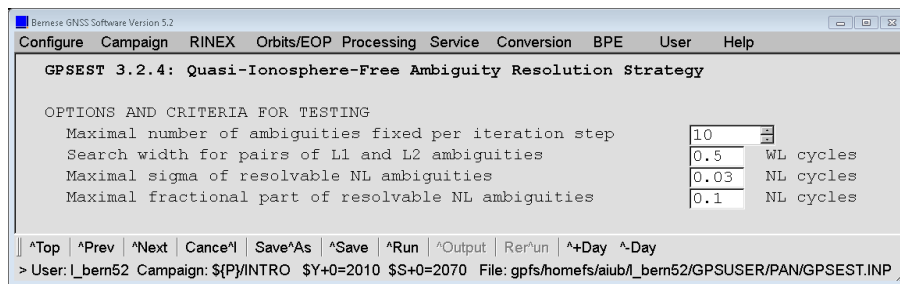 Bernese GNSS Software Version 5.2
Configure Campaign RINEX Orbits/EOP Processing Service Conversion BPE User Help
GPSEST 3.2.4: Quasi-Ionosphere-Free Ambiguity Resolution Strategy
OPTIONS AND CRITERIA FOR TESTING
Maximal number of ambiguities fixed per iteration step 10
Search width for pairs of L1 and L2 ambiguities 0.5 WL cycles
Maximal sigma of resolvable NL ambiguities 0.03 NL cycles
Maximal fractional part of resolvable NL ambiguities 0.1 NL cycles
^Top | ^Prev | ^Next | Cance^l | Save^As | ^Save | ^Run | ^Output | Rer^un | ^+Day ^-Day
> User: l_bern52 Campaign: ${P}/INTRO $Y+0=2010 $S+0=2070 File: gpfs/homefs/aiub/l_bern52/GPSUSER/PAN/GPSEST.INP